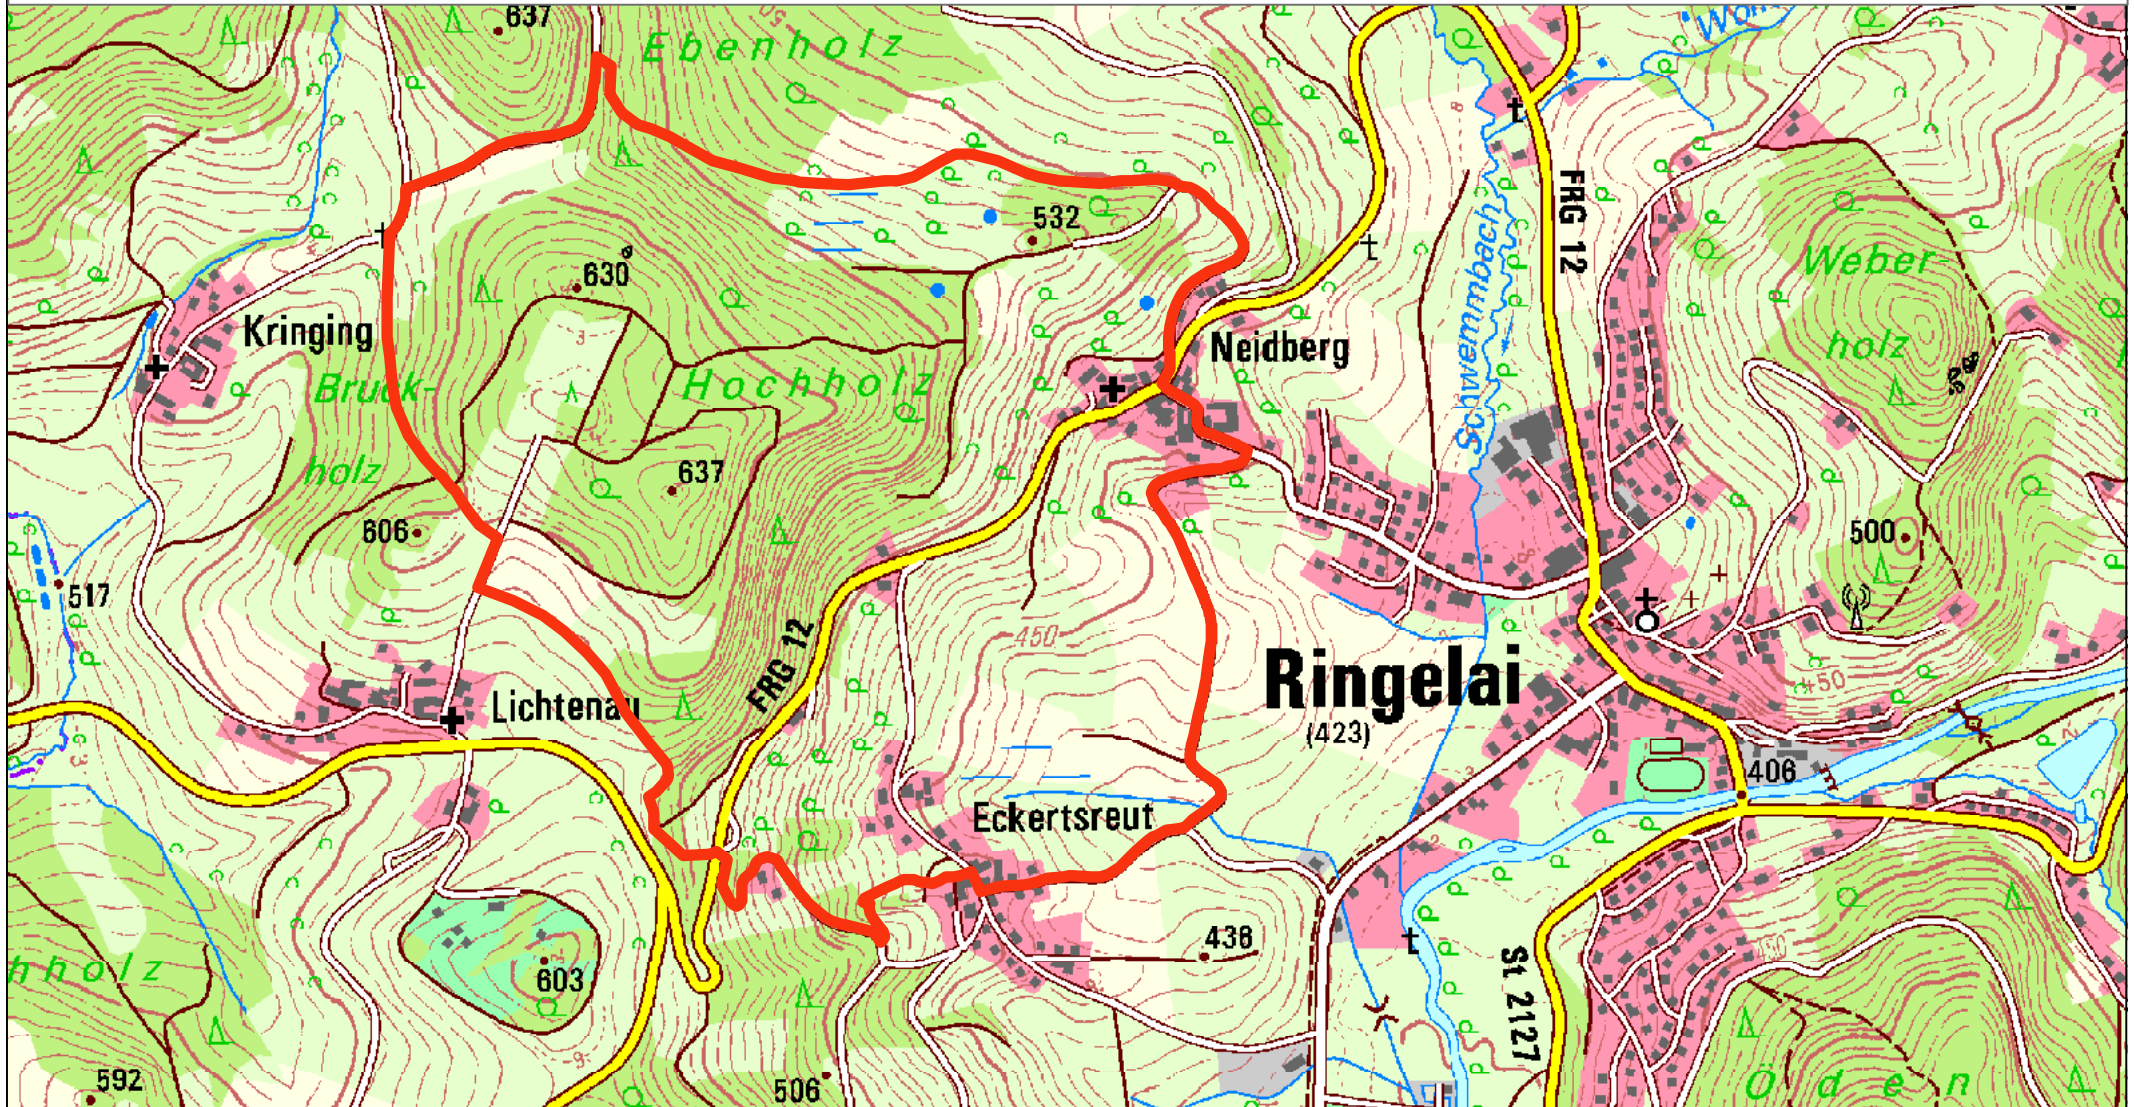 637
50
Ebenholz
FRG 12
532
Schwemmbach
Weber-
holz
630
Kringing
Neidberg
Bruck-
holz
Hochholz
637
606
500
517
450
FRG 12
Ringelai
(423)
Lichtenau
406
Eckertsreut
438
603
hholz
St 2127
592
506
Öden